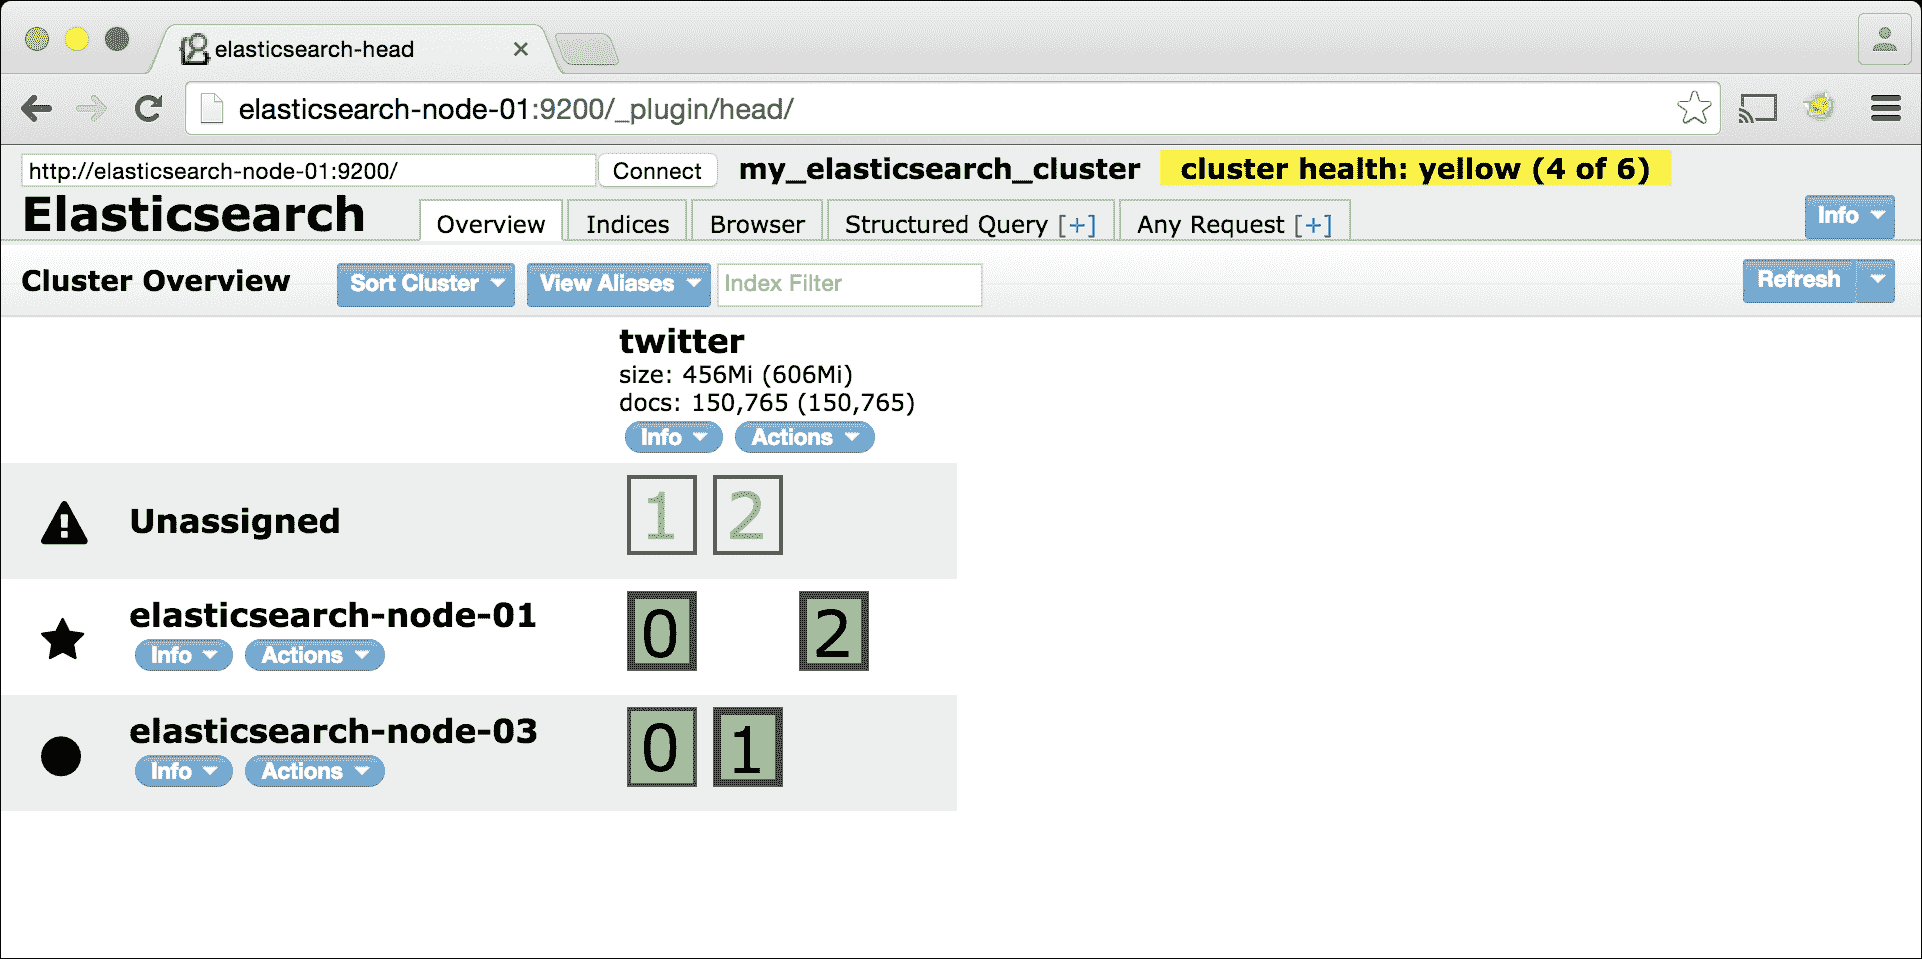 elasticsearch-head
elasticsearch-node-01:9200/_plugin/head/
http://elasticsearch-node-01:9200/ Connect my_elasticsearch_cluster cluster health: yellow (4 of 6)
Elasticsearch Overview Indices Browser Structured Query [+] Any Request [+] Info
Cluster Overview Sort Cluster View Aliases Index Filter Refresh
twitter
size: 456Mi (606Mi)
docs: 150,765 (150,765)
Info Actions
Unassigned 1 2
elasticsearch-node-01 0 2
Info Actions
elasticsearch-node-03 0 1
Info Actions